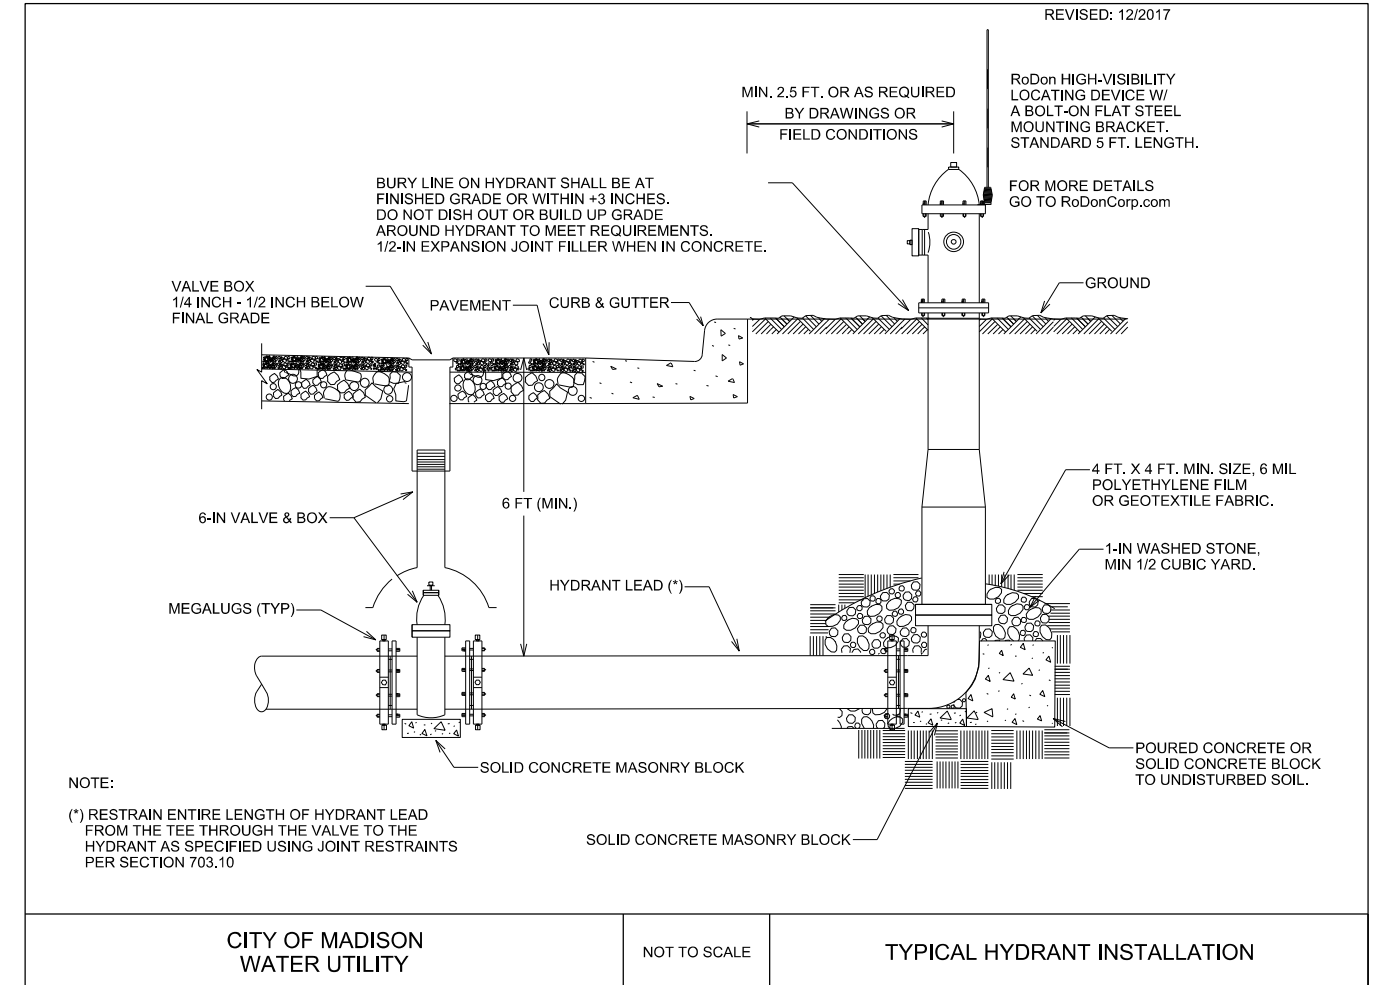 REVISED: 12/2017
RoDon HIGH-VISIBILITY
LOCATING DEVICE W/
A BOLT-ON FLAT STEEL
MOUNTING BRACKET.
STANDARD 5 FT. LENGTH.
FOR MORE DETAILS
GO TO RoDonCorp.com
MIN. 2.5 FT. OR AS REQUIRED
BY DRAWINGS OR
FIELD CONDITIONS
BURY LINE ON HYDRANT SHALL BE AT
FINISHED GRADE OR WITHIN +3 INCHES.
DO NOT DISH OUT OR BUILD UP GRADE
AROUND HYDRANT TO MEET REQUIREMENTS.
1/2-IN EXPANSION JOINT FILLER WHEN IN CONCRETE.
VALVE BOX
1/4 INCH - 1/2 INCH BELOW
FINAL GRADE
PAVEMENT
CURB & GUTTER
GROUND
4 FT. X 4 FT. MIN. SIZE, 6 MIL
POLYETHYLENE FILM
OR GEOTEXTILE FABRIC.
6 FT (MIN.)
6-IN VALVE & BOX
1-IN WASHED STONE,
MIN 1/2 CUBIC YARD.
HYDRANT LEAD (*)
MEGALUGS (TYP)
SOLID CONCRETE MASONRY BLOCK
POURED CONCRETE OR
SOLID CONCRETE BLOCK
TO UNDISTURBED SOIL.
SOLID CONCRETE MASONRY BLOCK
NOTE:
(*) RESTRAIN ENTIRE LENGTH OF HYDRANT LEAD
FROM THE TEE THROUGH THE VALVE TO THE
HYDRANT AS SPECIFIED USING JOINT RESTRAINTS
PER SECTION 703.10
CITY OF MADISON
WATER UTILITY
NOT TO SCALE
TYPICAL HYDRANT INSTALLATION